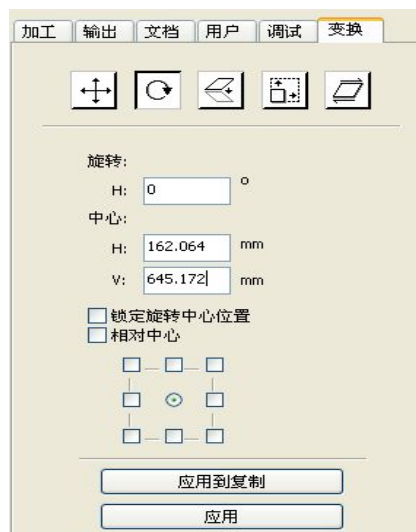 加工 输出 文档 用户 调试 变换
旋转:
H: 0 °
中心:
H: 162.064 mm
V: 645.172 mm
锁定旋转中心位置
相对中心
应用到复制
应用